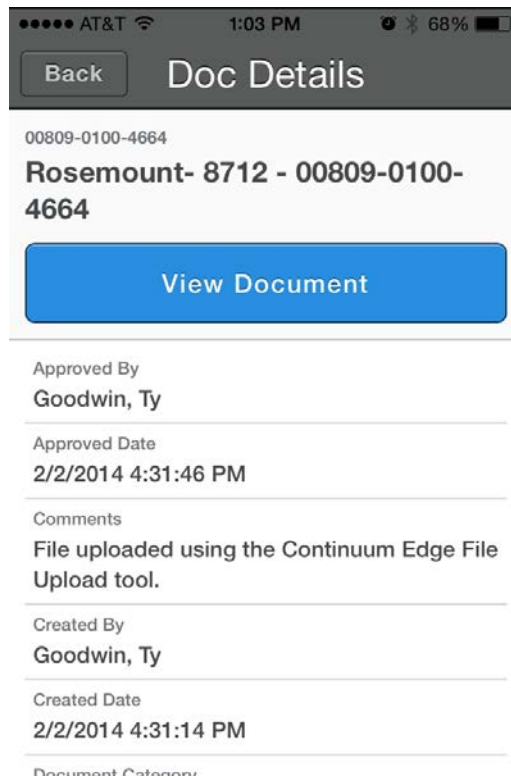 AT&T 1:03 PM 68%
Back Doc Details
00809-0100-4664
Rosemount- 8712 - 00809-0100-
4664
View Document
Approved By
Goodwin, Ty
Approved Date
2/2/2014 4:31:46 PM
Comments
File uploaded using the Continuum Edge File
Upload tool.
Created By
Goodwin, Ty
Created Date
2/2/2014 4:31:14 PM
Document Category